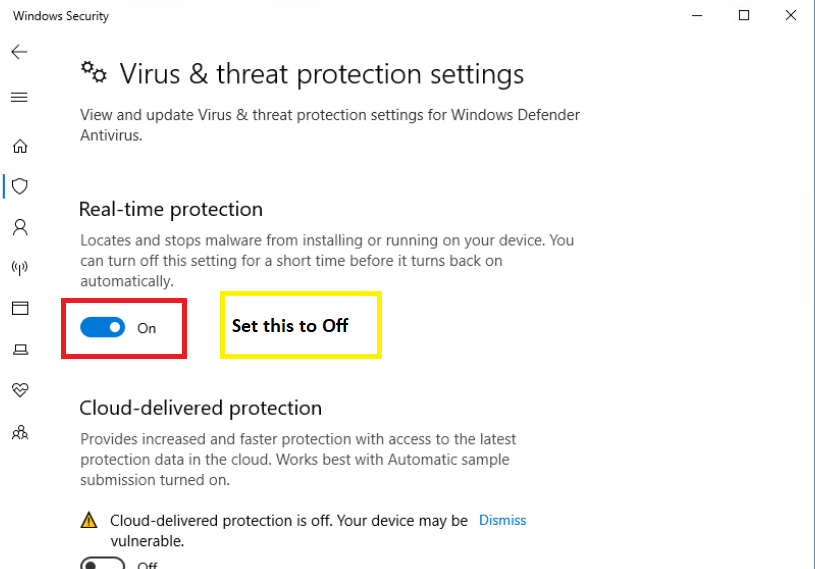 Windows Security
Virus & threat protection settings
View and update Virus & threat protection settings for Windows Defender
Antivirus.
Real-time protection
Locates and stops malware from installing or running on your device. You
can turn off this setting for a short time before it turns back on
automatically.
On
Set this to Off
Cloud-delivered protection
Provides increased and faster protection with access to the latest
protection data in the cloud. Works best with Automatic sample
submission turned on.
Cloud-delivered protection is off. Your device may be Dismiss
vulnerable.
Off